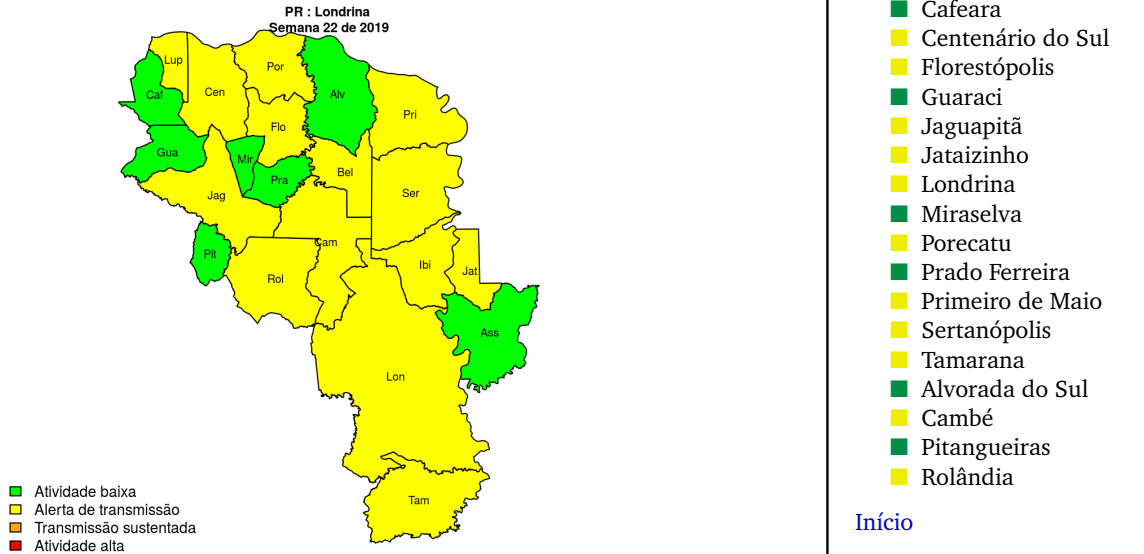 PR : Londrina
Semana 22 de 2019
Lup
Por
Caf
Cen
Alv
Pri
Flo
Gua
Mir
Bel
Pra
Jag
Ser
Cam
Pit
Ibi
Jat
Rol
Ass
Lon
Tam
Atividade baixa
Alerta de transmissão
Transmissão sustentada
Atividade alta
Cafeara
Centenário do Sul
Florestópolis
Guaraci
Jaguapitã
Jataizinho
Londrina
Miraselva
Porecatu
Prado Ferreira
Primeiro de Maio
Sertanópolis
Tamarana
Alvorada do Sul
Cambé
Pitangueiras
Rolândia
Início